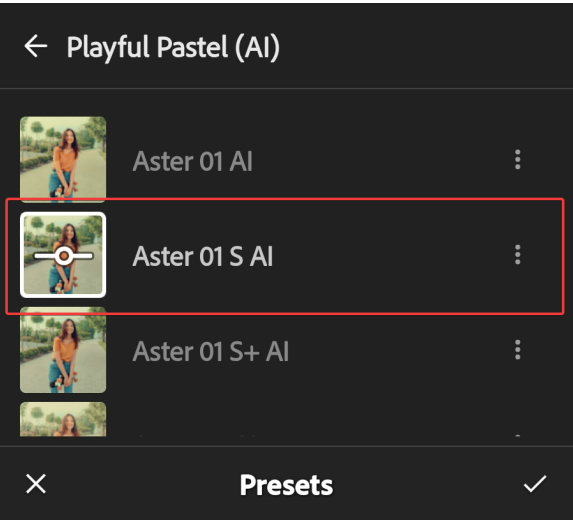 Playful Pastel (AI)
Aster 01 AI
Aster 01 S AI
Aster 01 S+ AI
Presets